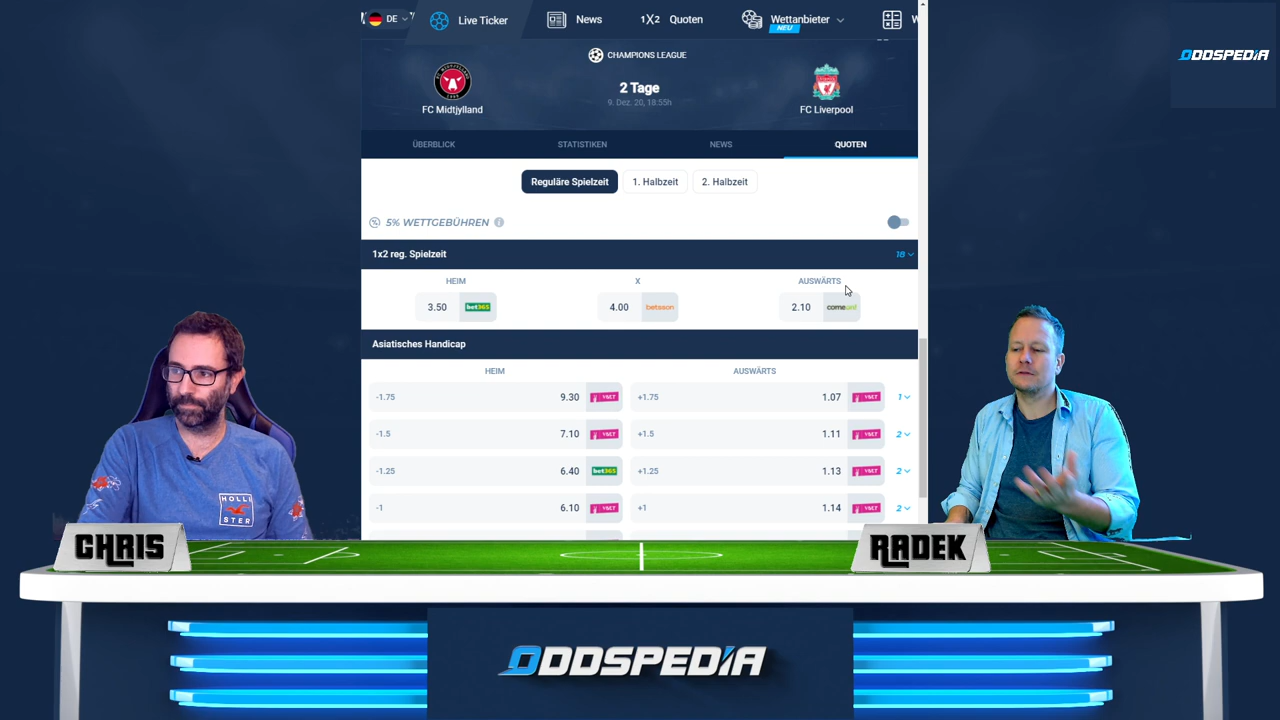 DE
Live Ticker
News
1X2 Quoten
Wettanbieter
NEU
W
ODDSPEDIA
CHAMPIONS LEAGUE
2 Tage
9. Dez. 20, 18:55h
FC Midtjylland
FC Liverpool
ÜBERBLICK
STATISTIKEN
NEWS
QUOTEN
Reguläre Spielzeit
1. Halbzeit
2. Halbzeit
5% WETTGEBÜHREN
1x2 reg. Spielzeit
18
HEIM
X
AUSWÄRTS
3.50 bet365
4.00 betsson
2.10 comeon!
Asiatisches Handicap
HEIM
AUSWÄRTS
-1.75 9.30 +1.75 1.07 1
-1.5 7.10 +1.5 1.11 2
-1.25 6.40 bet365 +1.25 1.13 2
-1 6.10 +1 1.14 2
HOLLI
STER
CHRIS
RADEK
ODDSPEDIA